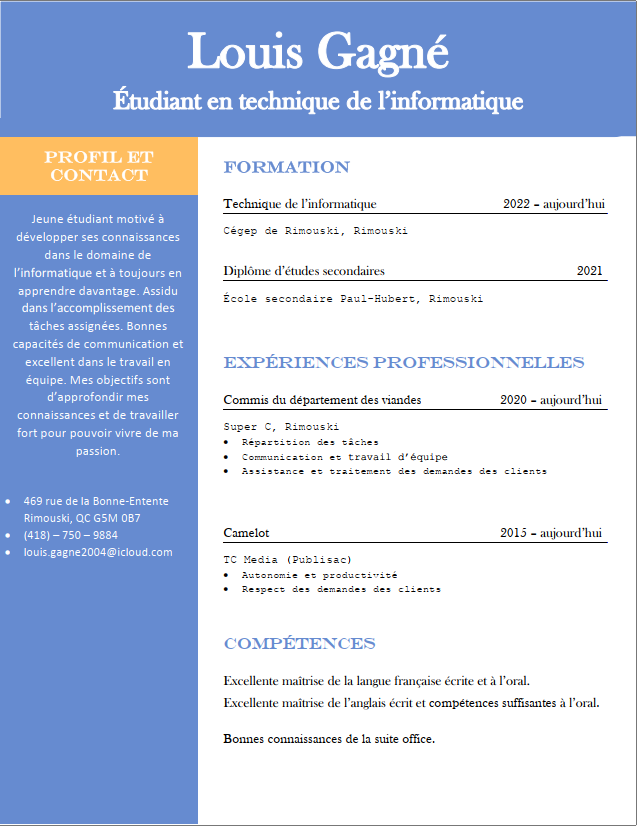 Louis Gagné
Étudiant en technique de l’informatique
PROFIL ET
CONTACT
Jeune étudiant motivé à
développer ses connaissances
dans le domaine de
l’informatique et à toujours en
apprendre davantage. Assidu
dans l’accomplissement des
tâches assignées. Bonnes
capacités de communication et
excellent dans le travail en
équipe. Mes objectifs sont
d’approfondir mes
connaissances et de travailler
fort pour pouvoir vivre de ma
passion.
• 469 rue de la Bonne-Entente
Rimouski, QC G5M 0B7
• (418) – 750 – 9884
• louis.gagne2004@icloud.com
FORMATION
Technique de l’informatique 2022 – aujourd’hui
Cégep de Rimouski, Rimouski
Diplôme d’études secondaires 2021
École secondaire Paul-Hubert, Rimouski
EXPÉRIENCES PROFESSIONNELLES
Commis du département des viandes 2020 – aujourd’hui
Super C, Rimouski
• Répartition des tâches
• Communication et travail d’équipe
• Assistance et traitement des demandes des clients
Camelot 2015 – aujourd’hui
TC Media (Publisac)
• Autonomie et productivité
• Respect des demandes des clients
COMPÉTENCES
Excellente maîtrise de la langue française écrite et à l’oral.
Excellente maîtrise de l’anglais écrit et compétences suffisantes à l’oral.
Bonnes connaissances de la suite office.